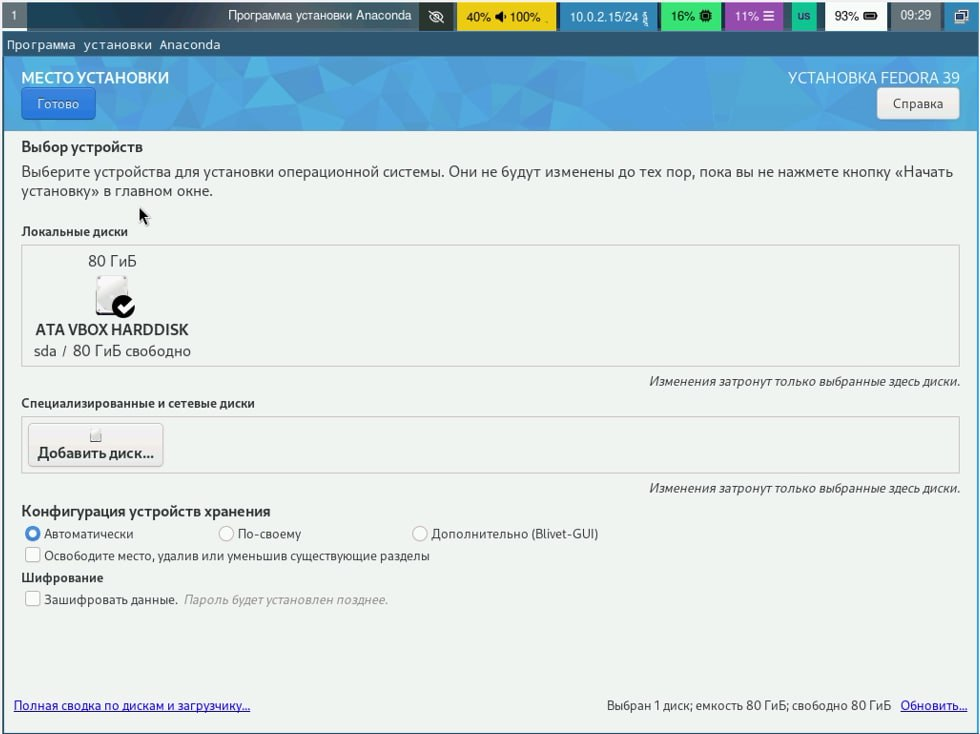 1
Программа установки Anaconda
40%
100%
10.0.2.15/24
16%
11%
us
93%
09:29
Программа установки Anaconda
МЕСТО УСТАНОВКИ
УСТАНОВКА FEDORA 39
Готово
Справка
Выбор устройств
Выберите устройства для установки операционной системы. Они не будут изменены до тех пор, пока вы не нажмете кнопку «Начать
установку» в главном окне.
Локальные диски
80 ГиБ
ATA VBOX HARDDISK
sda / 80 ГиБ свободно
Изменения затронут только выбранные здесь диски.
Специализированные и сетевые диски
Добавить диск...
Изменения затронут только выбранные здесь диски.
Конфигурация устройств хранения
Автоматически
По-своему
Дополнительно (Blivet-GUI)
Освободите место, удалив или уменьшив существующие разделы
Шифрование
Зашифровать данные. Пароль будет установлен позднее.
Полная сводка по дискам и загрузчику...
Выбран 1 диск; емкость 80 ГиБ; свободно 80 ГиБ
Обновить...